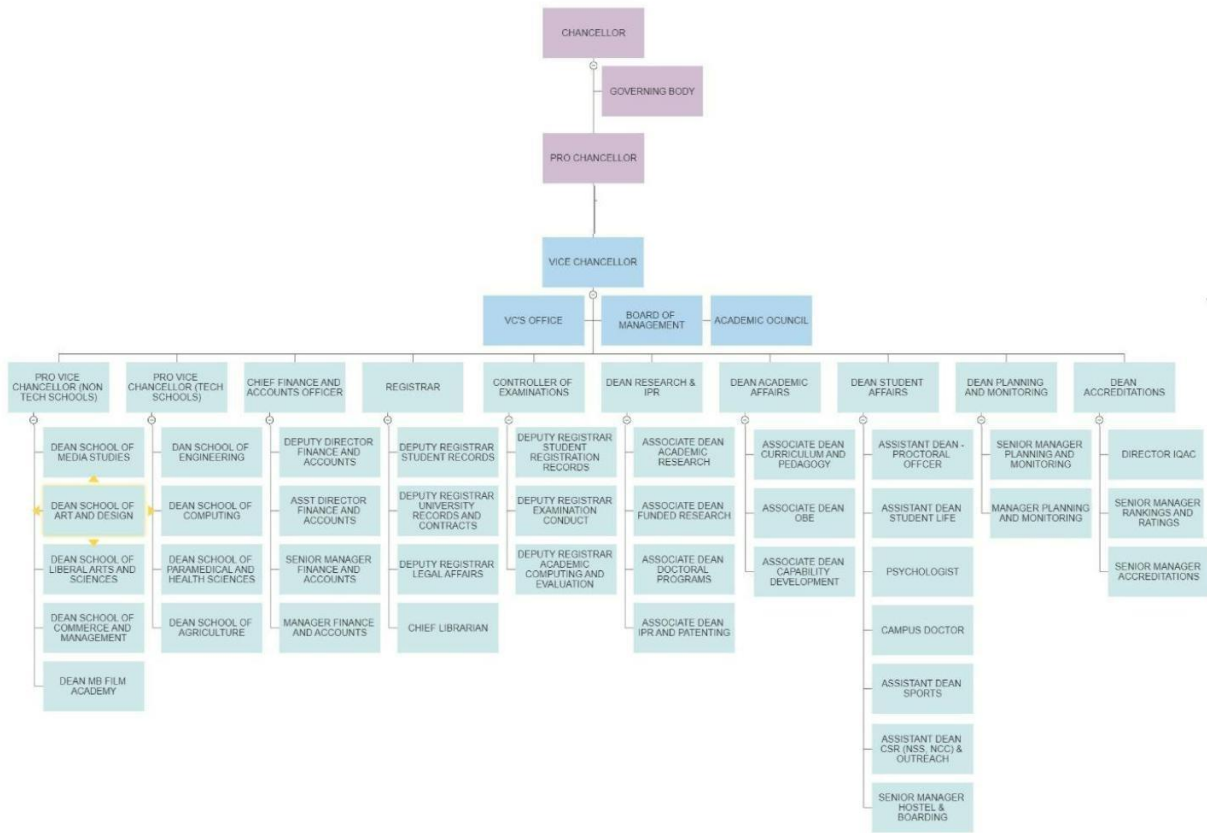 CHANCELLOR
GOVERNING BODY
PRO CHANCELLOR
VICE CHANCELLOR
VC'S OFFICE
BOARD OF
MANAGEMENT
ACADEMIC OCUNCIL
PRO VICE
CHANCELLOR (NON
TECH SCHOOLS)
DEAN SCHOOL OF
MEDIA STUDIES
DEAN SCHOOL OF
ART AND DESIGN
DEAN SCHOOL OF
LIBERAL ARTS AND
SCIENCES
DEAN SCHOOL OF
COMMERCE AND
MANAGEMENT
DEAN MB FILM
ACADEMY
PRO VICE
CHANCELLOR (TECH
SCHOOLS)
DAN SCHOOL OF
ENGINEERING
DEAN SCHOOL OF
COMPUTING
DEAN SCHOOL OF
PARAMEDICAL AND
HEALTH SCIENCES
DEAN SCHOOL OF
AGRICULTURE
CHIEF FINANCE AND
ACCOUNTS OFFICER
DEPUTY DIRECTOR
FINANCE AND
ACCOUNTS
ASST DIRECTOR
FINANCE AND
ACCOUNTS
SENIOR MANAGER
FINANCE AND
ACCOUNTS
MANAGER FINANCE
AND ACCOUNTS
REGISTRAR
DEPUTY REGISTRAR
STUDENT RECORDS
DEPUTY REGISTRAR
UNIVERSITY
RECORDS AND
CONTRACTS
DEPUTY REGISTRAR
LEGAL AFFAIRS
CHIEF LIBRARIAN
CONTROLLER OF
EXAMINATIONS
DEPUTY REGISTRAR
STUDENT
REGISTRATION
RECORDS
DEPUTY REGISTRAR
EXAMINATION
CONDUCT
DEPUTY REGISTRAR
ACADEMIC
COMPUTING AND
EVALUATION
DEAN RESEARCH &
IPR
ASSOCIATE DEAN
ACADEMIC
RESEARCH
ASSOCIATE DEAN
FUNDED RESEARCH
ASSOCIATE DEAN
DOCTORAL
PROGRAMS
ASSOCIATE DEAN
IPR AND PATENTING
DEAN ACADEMIC
AFFAIRS
ASSOCIATE DEAN
CURRICULUM AND
PEDAGOGY
ASSOCIATE DEAN
OBE
ASSOCIATE DEAN
CAPABILITY
DEVELOPMENT
DEAN STUDENT
AFFAIRS
ASSISTANT DEAN -
PROCTORAL
OFFCER
ASSISTANT DEAN
STUDENT LIFE
PSYCHOLOGIST
CAMPUS DOCTOR
ASSISTANT DEAN
SPORTS
ASSISTANT DEAN
CSR (NSS, NCC) &
OUTREACH
SENIOR MANAGER
HOSTEL &
BOARDING
DEAN PLANNING
AND MONITORING
SENIOR MANAGER
PLANNING AND
MONITORING
MANAGER PLANNING
AND MONITORING
DEAN
ACCREDITATIONS
DIRECTOR IQAC
SENIOR MANAGER
RANKINGS AND
RATINGS
SENIOR MANAGER
ACCREDITATIONS